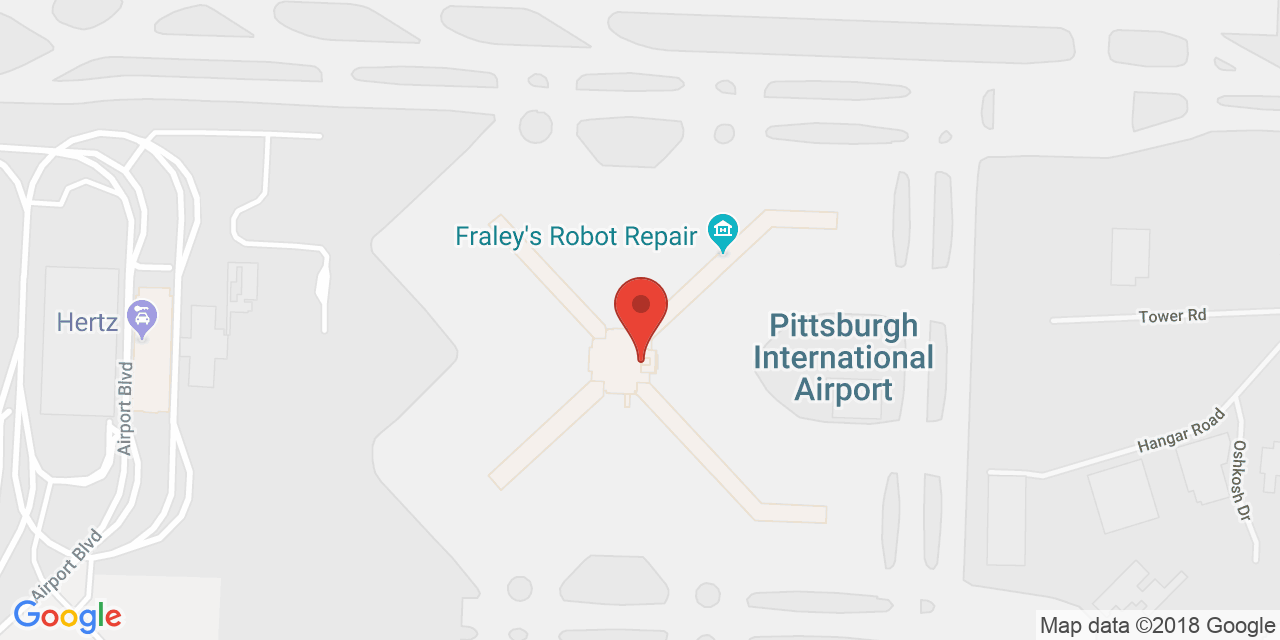 Fraley's Robot Repair
Hertz
Pittsburgh
International
Airport
Tower Rd
Airport Blvd
Hangar Road
Oshkosh Dr
Airport Blvd
Google
Map data ©2018 Google